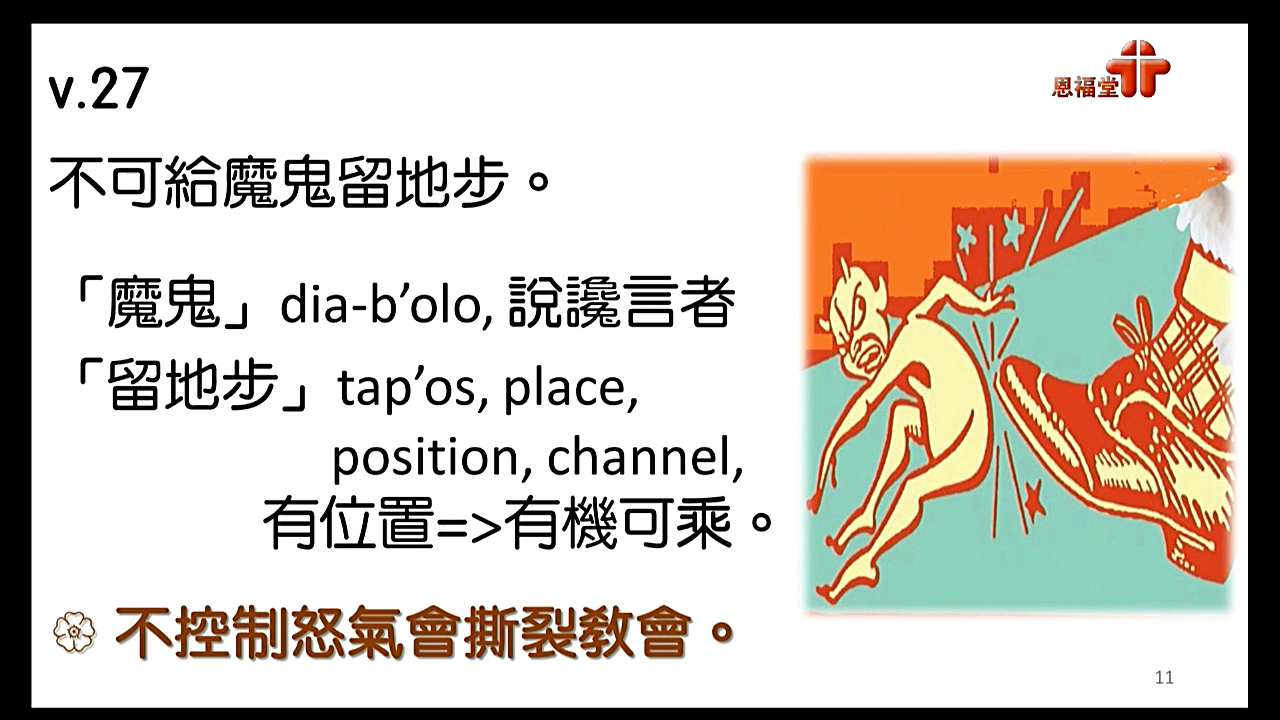 v.27
恩福堂
不可給魔鬼留地步。
「魔鬼」dia-b’olo, 說讒言者
「留地步」tap’os, place,
position, channel,
有位置=>有機可乘。
不控制怒氣會撕裂教會。
11